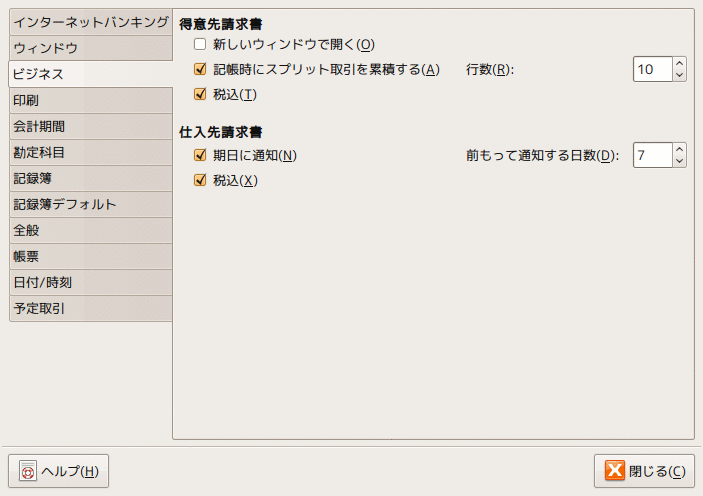 インターネットバンキング
ウィンドウ
ビジネス
印刷
会計期間
勘定科目
記録簿
記録簿デフォルト
全般
帳票
日付/時刻
予定取引
得意先請求書
新しいウィンドウで開く(O)
記帳時にスプリット取引を累積する(A) 行数(R): 10
税込(T)
仕入先請求書
期日に通知(N) 前もって通知する日数(D): 7
税込(X)
ヘルプ(H) 閉じる(C)